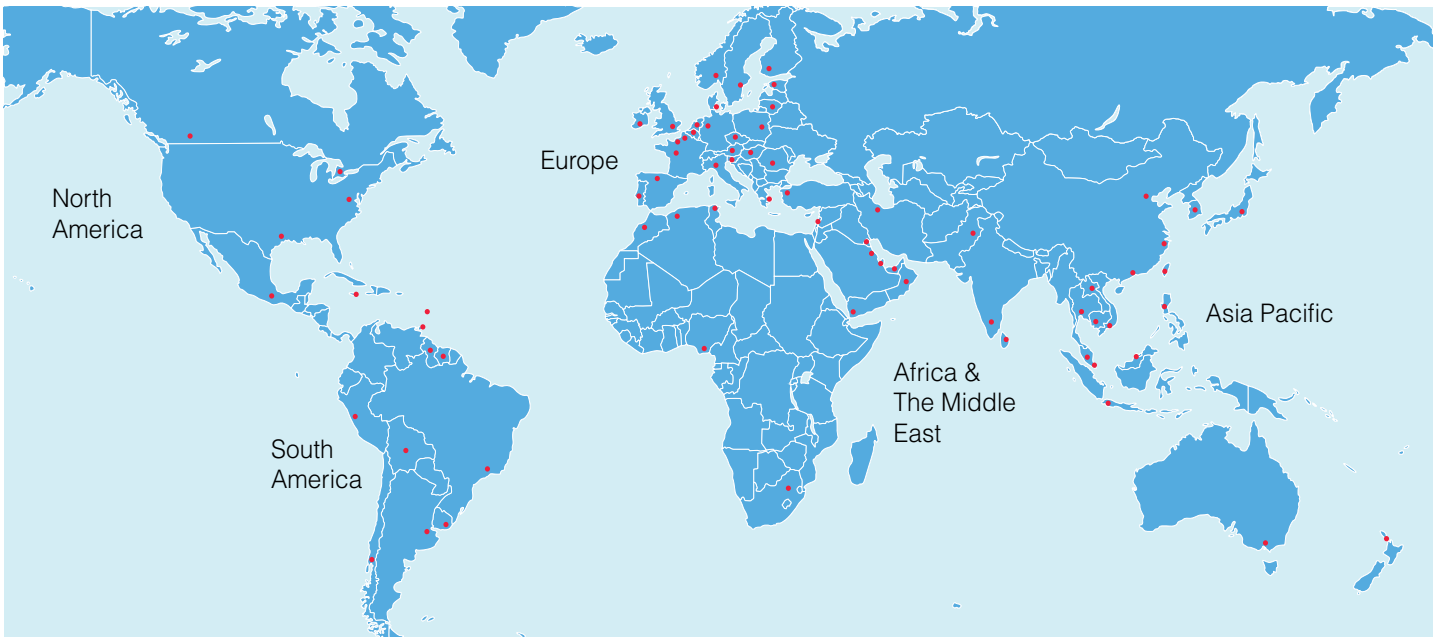 North
America
Europe
South
America
Africa &
The Middle
East
Asia Pacific